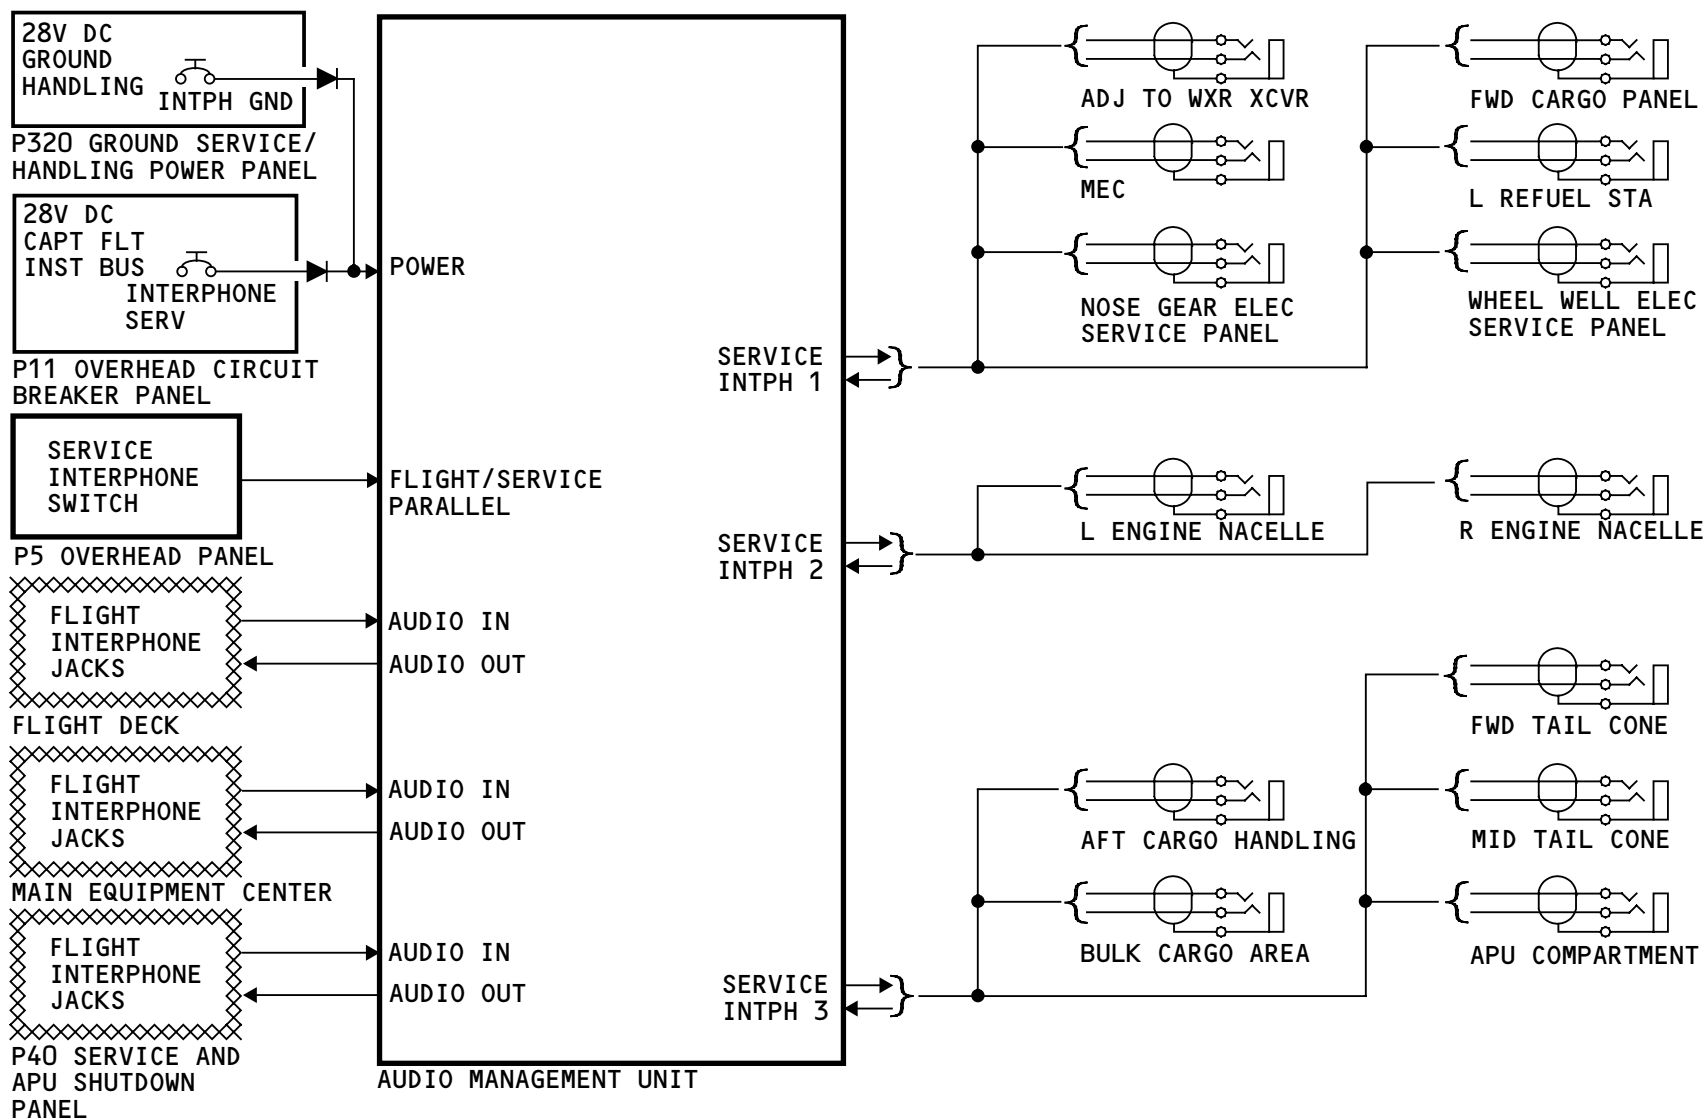 28V DC
GROUND
HANDLING
INTPH GND
P320 GROUND SERVICE/
HANDLING POWER PANEL
28V DC
CAPT FLT
INST BUS
INTERPHONE
SERV
P11 OVERHEAD CIRCUIT
BREAKER PANEL
SERVICE
INTERPHONE
SWITCH
P5 OVERHEAD PANEL
FLIGHT
INTERPHONE
JACKS
FLIGHT DECK
FLIGHT
INTERPHONE
JACKS
MAIN EQUIPMENT CENTER
FLIGHT
INTERPHONE
JACKS
P40 SERVICE AND
APU SHUTDOWN
PANEL
POWER
FLIGHT/SERVICE
PARALLEL
AUDIO IN
AUDIO OUT
AUDIO IN
AUDIO OUT
AUDIO IN
AUDIO OUT
SERVICE
INTPH 1
SERVICE
INTPH 2
SERVICE
INTPH 3
AUDIO MANAGEMENT UNIT
ADJ TO WXR XCVR
MEC
NOSE GEAR ELEC
SERVICE PANEL
FWD CARGO PANEL
L REFUEL STA
WHEEL WELL ELEC
SERVICE PANEL
L ENGINE NACELLE
R ENGINE NACELLE
AFT CARGO HANDLING
BULK CARGO AREA
FWD TAIL CONE
MID TAIL CONE
APU COMPARTMENT